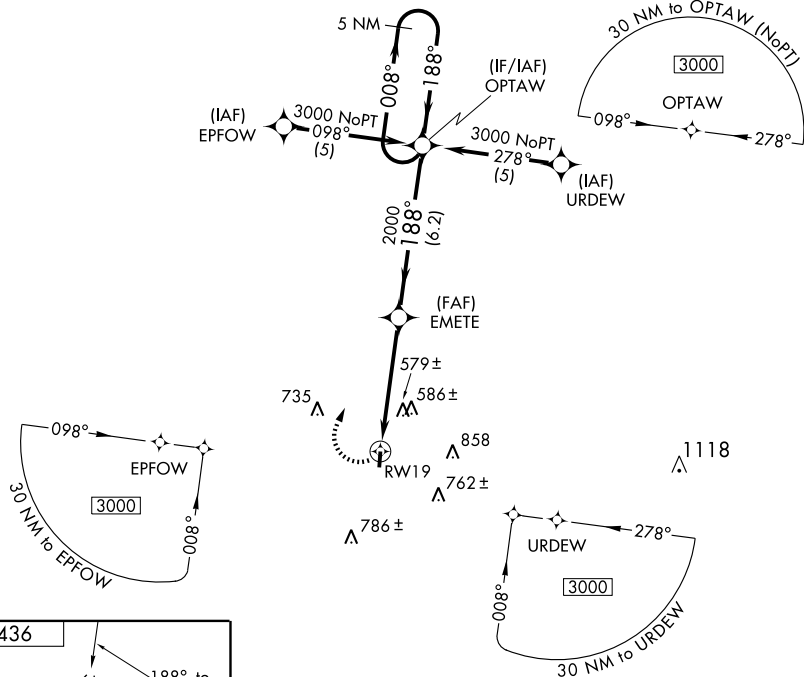 5 NM
008°
188°
(IF/IAF)
OPTAW
(IAF)
EPFOW
3000 NoPT
098°
(5)
3000 NoPT
278°
(5)
(IAF)
URDEW
30 NM to OPTAW (NoPT)
3000
OPTAW
098°
278°
2000
188°
(6.2)
(FAF)
EMETE
579±
586±
735
858
RW19
762±
786±
1118
098°
EPFOW
3000
008°
30 NM to EPFOW
URDEW
278°
008°
3000
30 NM to URDEW
436
188° to